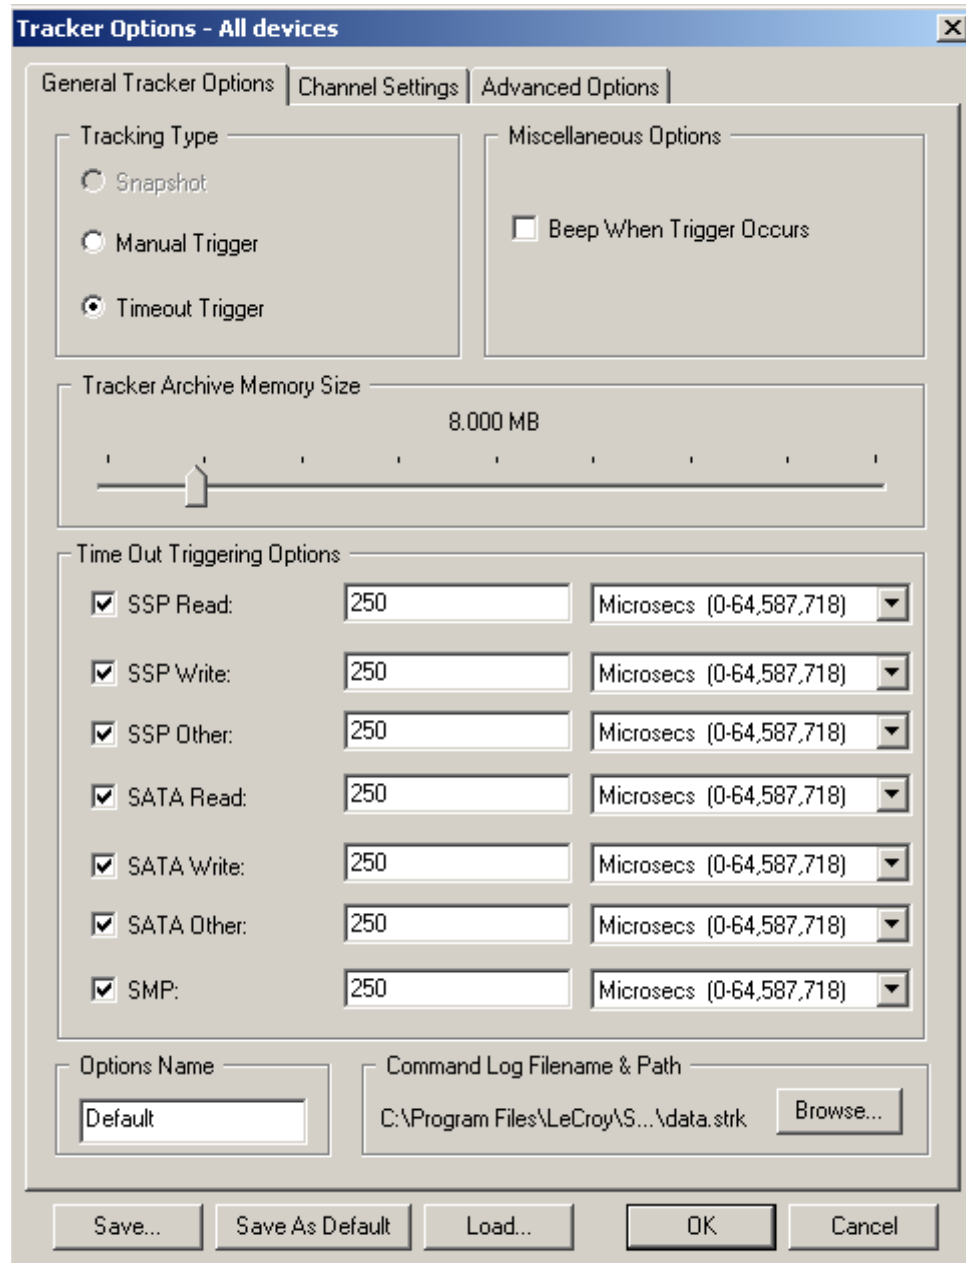 Tracker Options - All devices
General Tracker Options
Channel Settings
Advanced Options
Tracking Type
Snapshot
Manual Trigger
Timeout Trigger
Miscellaneous Options
Beep When Trigger Occurs
Tracker Archive Memory Size
8.000 MB
Time Out Triggering Options
SSP Read: 250 Microsecs (0-64,587,718)
SSP Write: 250 Microsecs (0-64,587,718)
SSP Other: 250 Microsecs (0-64,587,718)
SATA Read: 250 Microsecs (0-64,587,718)
SATA Write: 250 Microsecs (0-64,587,718)
SATA Other: 250 Microsecs (0-64,587,718)
SMP: 250 Microsecs (0-64,587,718)
Options Name
Default
Command Log Filename & Path
C:\Program Files\LeCroy\S...\data.strk
Browse...
Save...
Save As Default
Load...
OK
Cancel